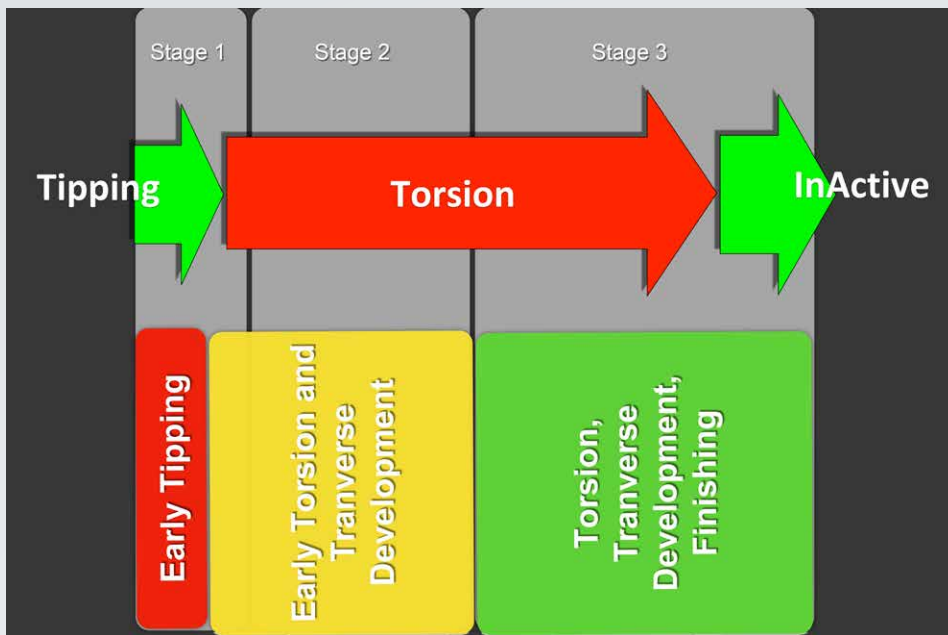 Stage 1
Stage 2
Stage 3
Tipping
Torsion
InActive
Early Tipping
Early Torsion and
Tranverse
Development
Torsion,
Tranverse
Development,
Finishing